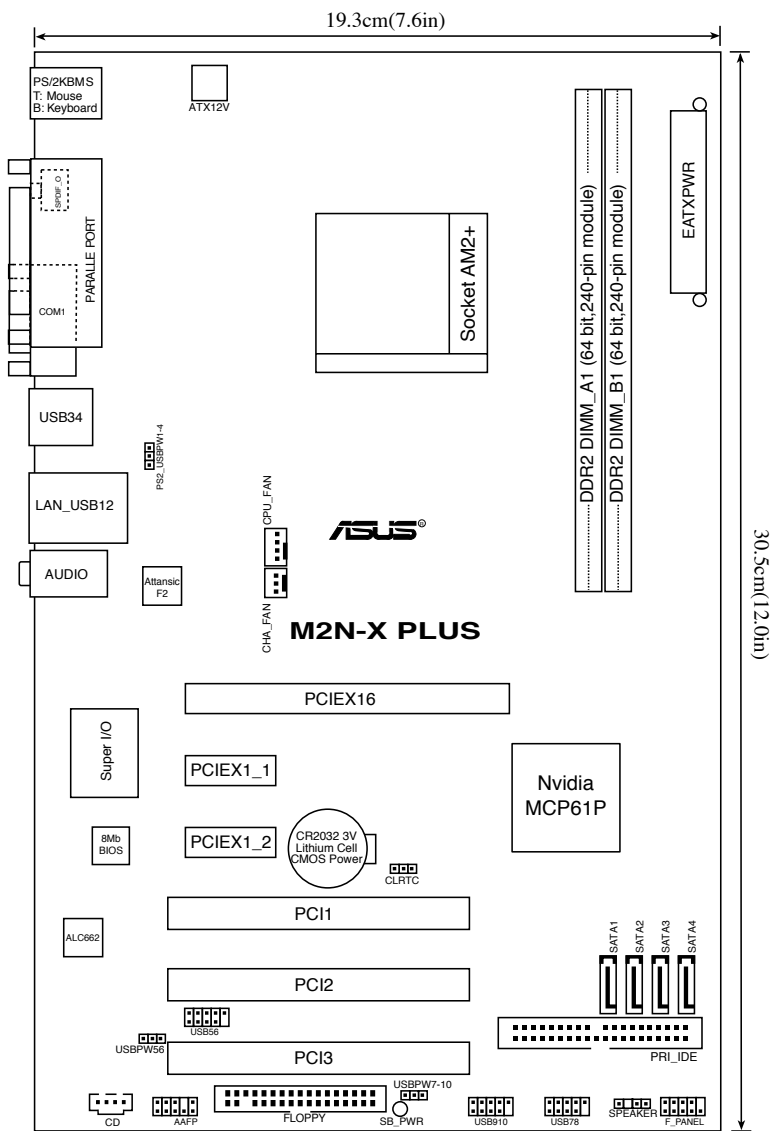 19.3cm(7.6in)
PS/2KBMS
T: Mouse
B: Keyboard
ATX12V
SPDIF_O
PARALLE PORT
COM1
EATXPWR
Socket AM2+
DDR2 DIMM_A1 (64 bit,240-pin module)
DDR2 DIMM_B1 (64 bit,240-pin module)
USB34
PS2_USBPW1-4
LAN_USB12
CPU_FAN
ASUS®
30.5cm(12.0in)
AUDIO
Attansic
F2
CHA_FAN
M2N-X PLUS
PCIEX16
Super I/O
PCIEX1_1
Nvidia
MCP61P
8Mb
BIOS
PCIEX1_2
CR2032 3V
Lithium Cell
CMOS Power
CLRTC
PCI1
ALC662
SATA1
SATA2
SATA3
SATA4
PCI2
USB56
USBPW56
PCI3
PRI_IDE
USBPW7-10
CD
AAFP
FLOPPY
SB_PWR
USB910
USB78
SPEAKER
F_PANEL